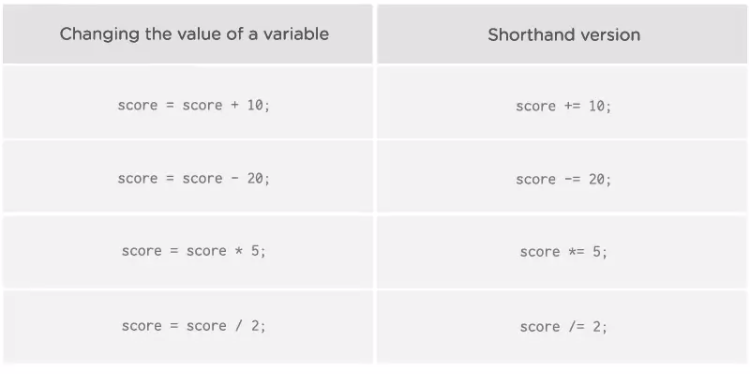 Changing the value of a variable
Shorthand version
score = score + 10;
score += 10;
score = score - 20;
score -= 20;
score = score * 5;
score *= 5;
score = score / 2;
score /= 2;